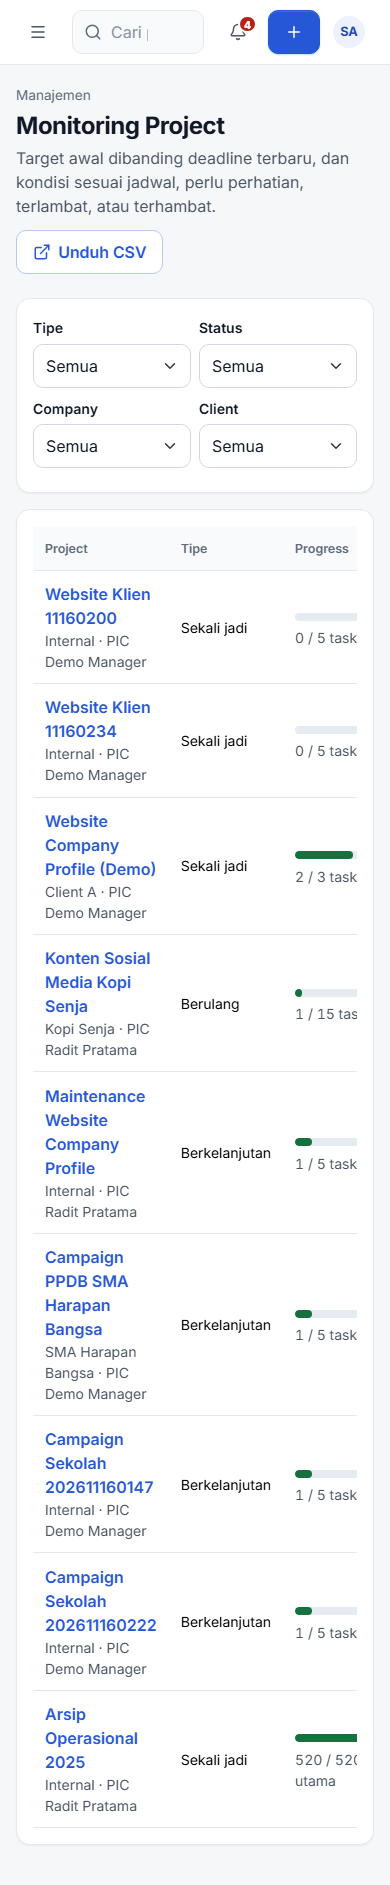 Cari
4
SA
Manajemen
Monitoring Project
Target awal dibanding deadline terbaru, dan
kondisi sesuai jadwal, perlu perhatian,
terlambat, atau terhambat.
Unduh CSV
Tipe Status
Semua Semua
Company Client
Semua Semua
Project Tipe Progress
Website Klien
11160200
Internal · PIC
Demo Manager
Sekali jadi
0 / 5 task
Website Klien
11160234
Internal · PIC
Demo Manager
Sekali jadi
0 / 5 task
Website
Company
Profile (Demo)
Client A · PIC
Demo Manager
Sekali jadi
2 / 3 task
Konten Sosial
Media Kopi
Senja
Kopi Senja · PIC
Radit Pratama
Berulang
1 / 15 tas
Maintenance
Website
Company
Profile
Internal · PIC
Radit Pratama
Berkelanjutan
1 / 5 task
Campaign
PPDB SMA
Harapan
Bangsa
SMA Harapan
Bangsa · PIC
Demo Manager
Berkelanjutan
1 / 5 task
Campaign
Sekolah
202611160147
Internal · PIC
Demo Manager
Berkelanjutan
1 / 5 task
Campaign
Sekolah
202611160222
Internal · PIC
Demo Manager
Berkelanjutan
1 / 5 task
Arsip
Operasional
2025
Internal · PIC
Radit Pratama
Sekali jadi
520 / 520
utama